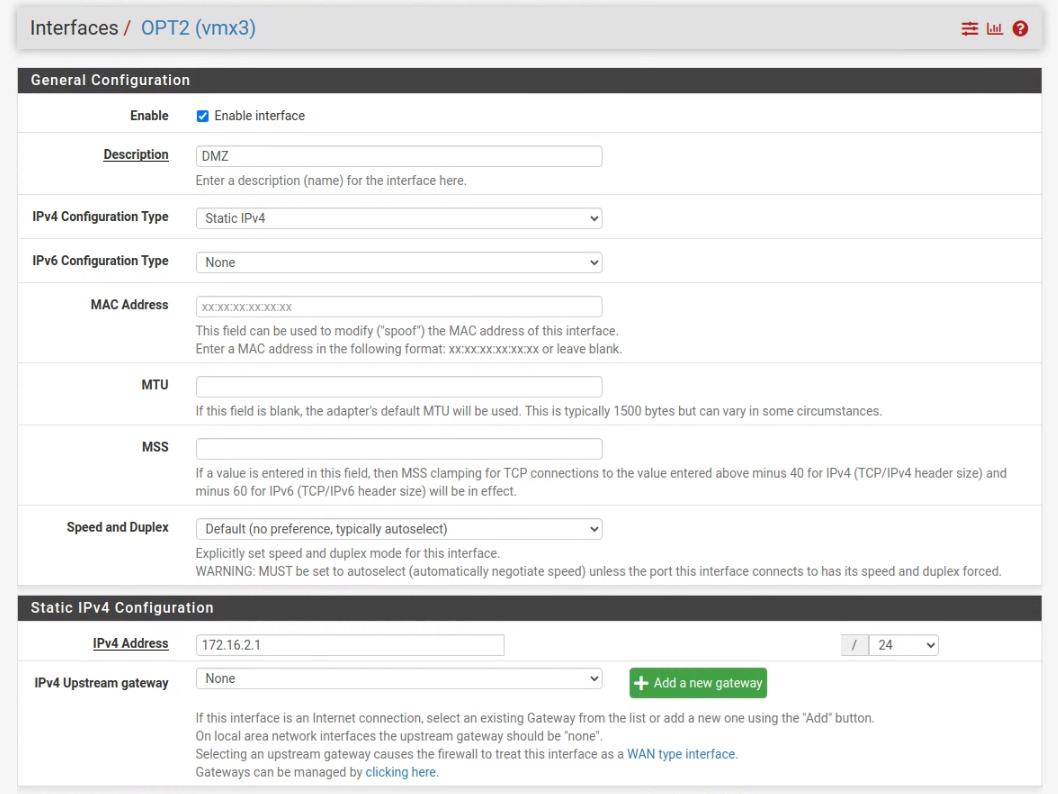 Interfaces / OPT2 (vmx3)
General Configuration
Enable Enable interface
Description DMZ
Enter a description (name) for the interface here.
IPv4 Configuration Type Static IPv4
IPv6 Configuration Type None
MAC Address xx:xx:xx:xx:xx:xx
This field can be used to modify ("spoof") the MAC address of this interface.
Enter a MAC address in the following format: xx:xx:xx:xx:xx:xx or leave blank.
MTU
If this field is blank, the adapter's default MTU will be used. This is typically 1500 bytes but can vary in some circumstances.
MSS
If a value is entered in this field, then MSS clamping for TCP connections to the value entered above minus 40 for IPv4 (TCP/IPv4 header size) and
minus 60 for IPv6 (TCP/IPv6 header size) will be in effect.
Speed and Duplex Default (no preference, typically autoselect)
Explicitly set speed and duplex mode for this interface.
WARNING: MUST be set to autoselect (automatically negotiate speed) unless the port this interface connects to has its speed and duplex forced.
Static IPv4 Configuration
IPv4 Address 172.16.2.1 / 24
IPv4 Upstream gateway None Add a new gateway
If this interface is an Internet connection, select an existing Gateway from the list or add a new one using the "Add" button.
On local area network interfaces the upstream gateway should be "none".
Selecting an upstream gateway causes the firewall to treat this interface as a WAN type interface.
Gateways can be managed by clicking here.